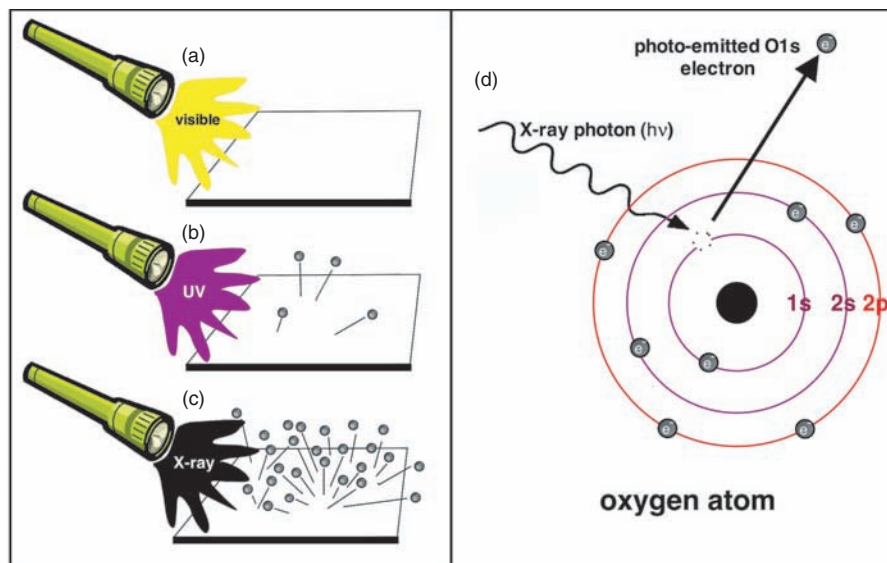 (a)
visible
(b)
UV
(c)
X-ray
(d)
photo-emitted O1s
electron
e⁻
X-ray photon (hν)
e⁻
e⁻
e⁻
1s 2s 2p
e⁻
e⁻
e⁻
e⁻
oxygen atom